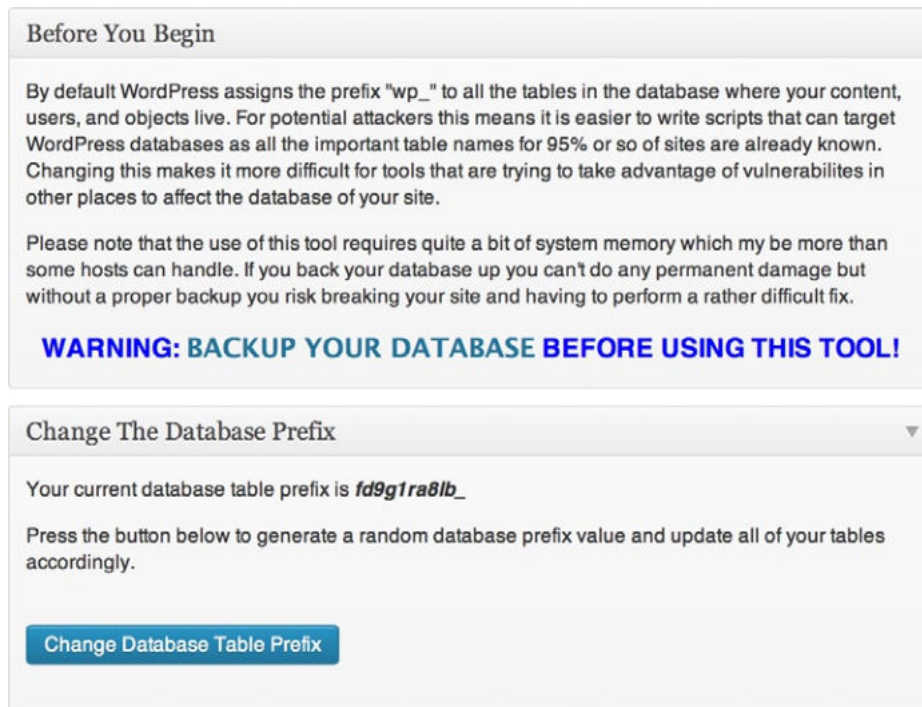 Before You Begin
By default WordPress assigns the prefix "wp_" to all the tables in the database where your content,
users, and objects live. For potential attackers this means it is easier to write scripts that can target
WordPress databases as all the important table names for 95% or so of sites are already known.
Changing this makes it more difficult for tools that are trying to take advantage of vulnerabilites in
other places to affect the database of your site.
Please note that the use of this tool requires quite a bit of system memory which my be more than
some hosts can handle. If you back your database up you can't do any permanent damage but
without a proper backup you risk breaking your site and having to perform a rather difficult fix.
WARNING: BACKUP YOUR DATABASE BEFORE USING THIS TOOL!
Change The Database Prefix
Your current database table prefix is fd9g1ra8lb_
Press the button below to generate a random database prefix value and update all of your tables
accordingly.
Change Database Table Prefix